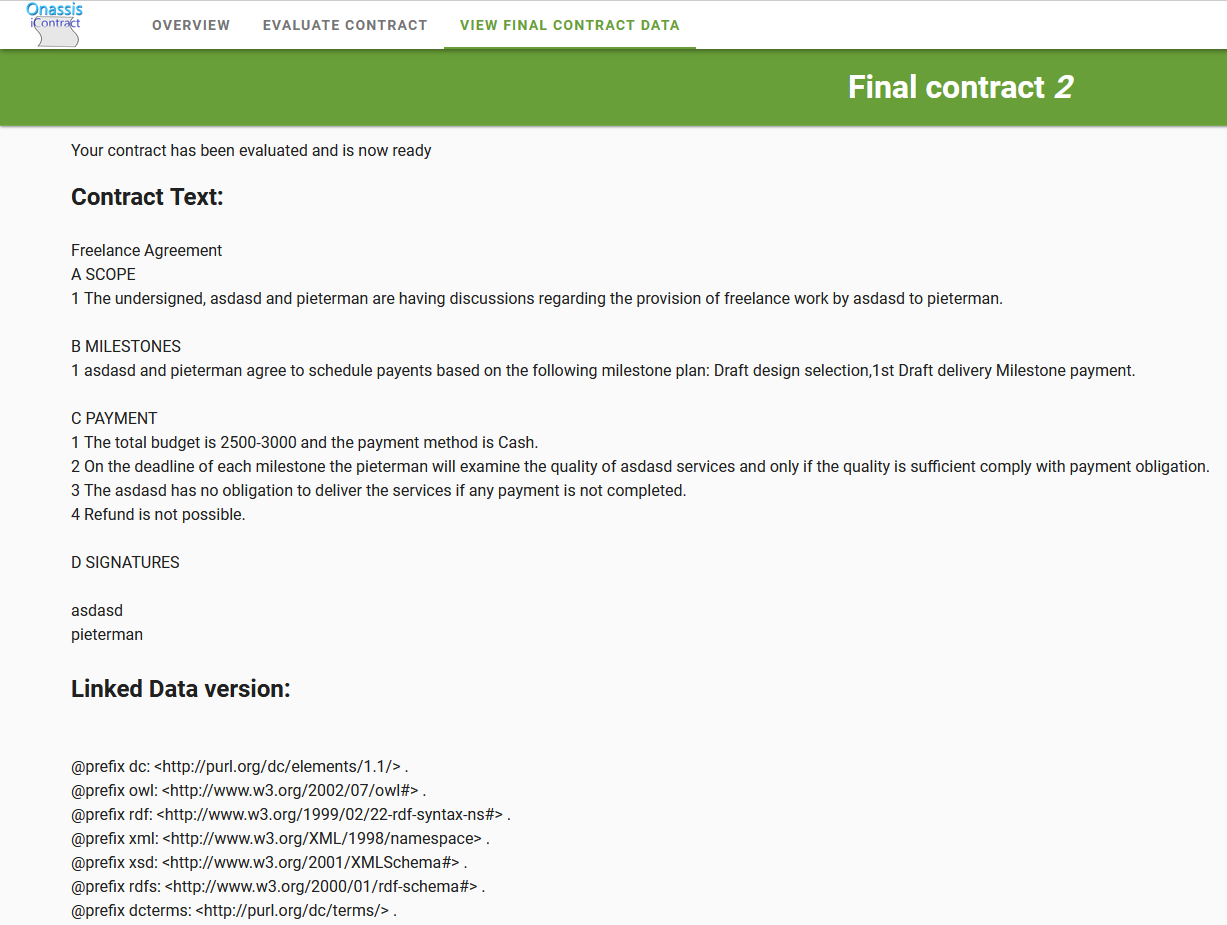 Onassis
iContract
OVERVIEW
EVALUATE CONTRACT
VIEW FINAL CONTRACT DATA
Final contract 2
Your contract has been evaluated and is now ready
Contract Text:
Freelance Agreement
A SCOPE
1 The undersigned, asdasd and pieterman are having discussions regarding the provision of freelance work by asdasd to pieterman.
B MILESTONES
1 asdasd and pieterman agree to schedule payents based on the following milestone plan: Draft design selection,1st Draft delivery Milestone payment.
C PAYMENT
1 The total budget is 2500-3000 and the payment method is Cash.
2 On the deadline of each milestone the pieterman will examine the quality of asdasd services and only if the quality is sufficient comply with payment obligation.
3 The asdasd has no obligation to deliver the services if any payment is not completed.
4 Refund is not possible.
D SIGNATURES
asdasd
pieterman
Linked Data version:
@prefix dc: <http://purl.org/dc/elements/1.1/> .
@prefix owl: <http://www.w3.org/2002/07/owl#> .
@prefix rdf: <http://www.w3.org/1999/02/22-rdf-syntax-ns#> .
@prefix xml: <http://www.w3.org/XML/1998/namespace> .
@prefix xsd: <http://www.w3.org/2001/XMLSchema#> .
@prefix rdfs: <http://www.w3.org/2000/01/rdf-schema#> .
@prefix dcterms: <http://purl.org/dc/terms/> .